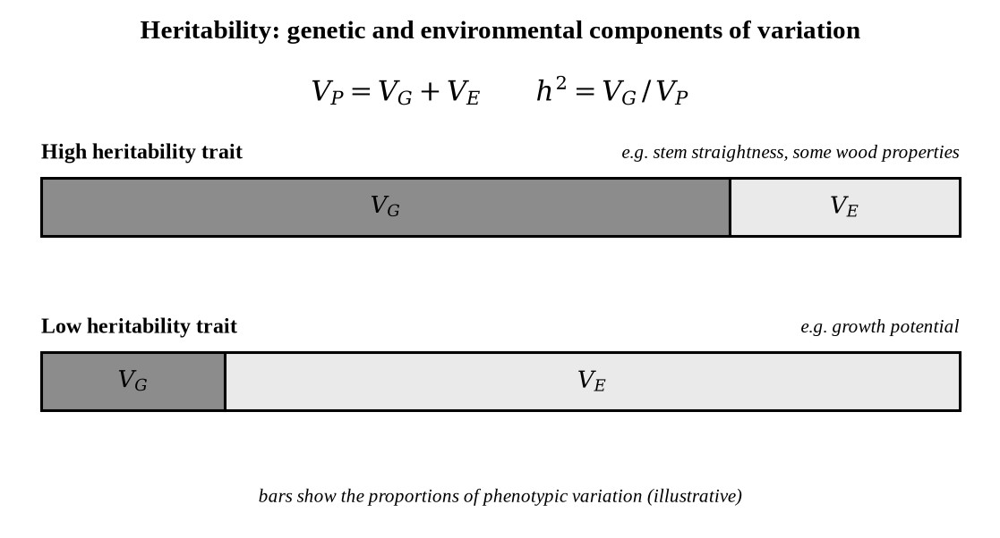 Heritability: genetic and environmental components of variation
V_P = V_G + V_E h² = V_G / V_P
High heritability trait e.g. stem straightness, some wood properties
V_G V_E
Low heritability trait e.g. growth potential
V_G V_E
bars show the proportions of phenotypic variation (illustrative)